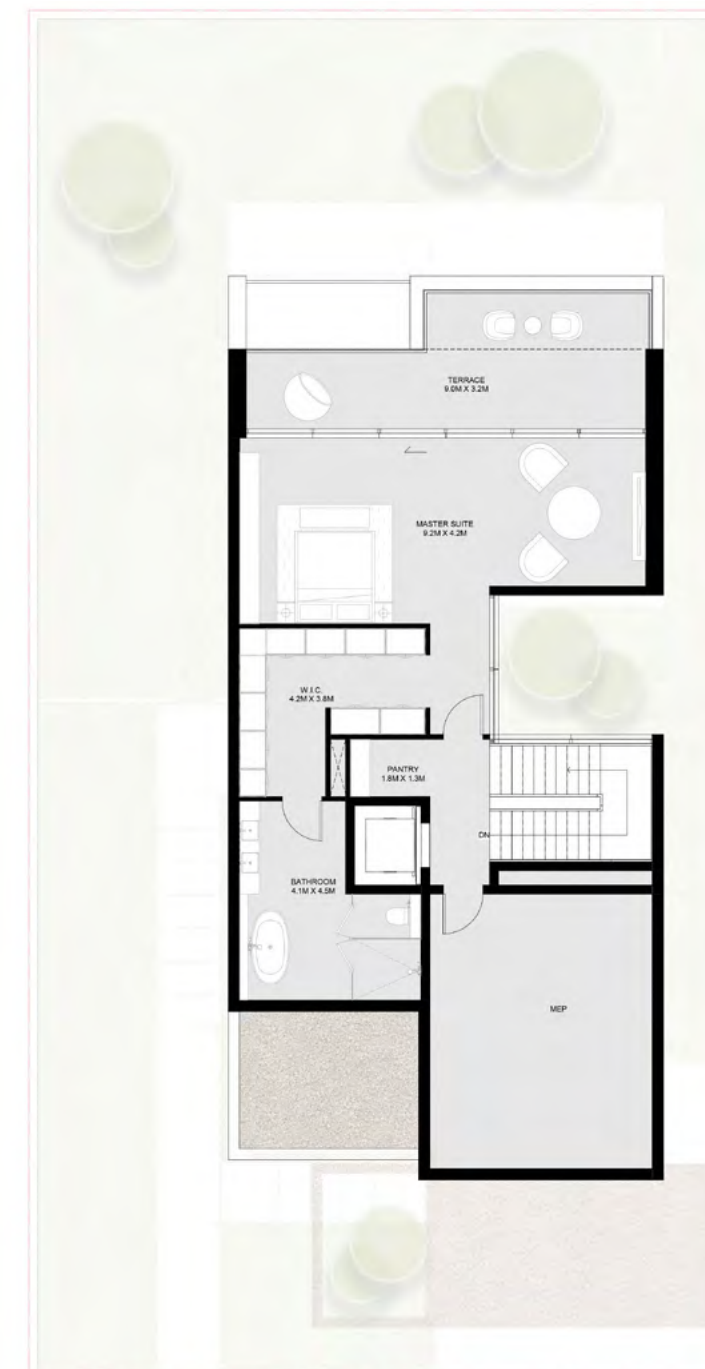 TERRACE
9.0M X 3.2M
MASTER SUITE
9.2M X 4.2M
W.I.C.
4.2M X 3.8M
PANTRY
1.8M X 1.3M
DN
BATHROOM
4.1M X 4.5M
MEP